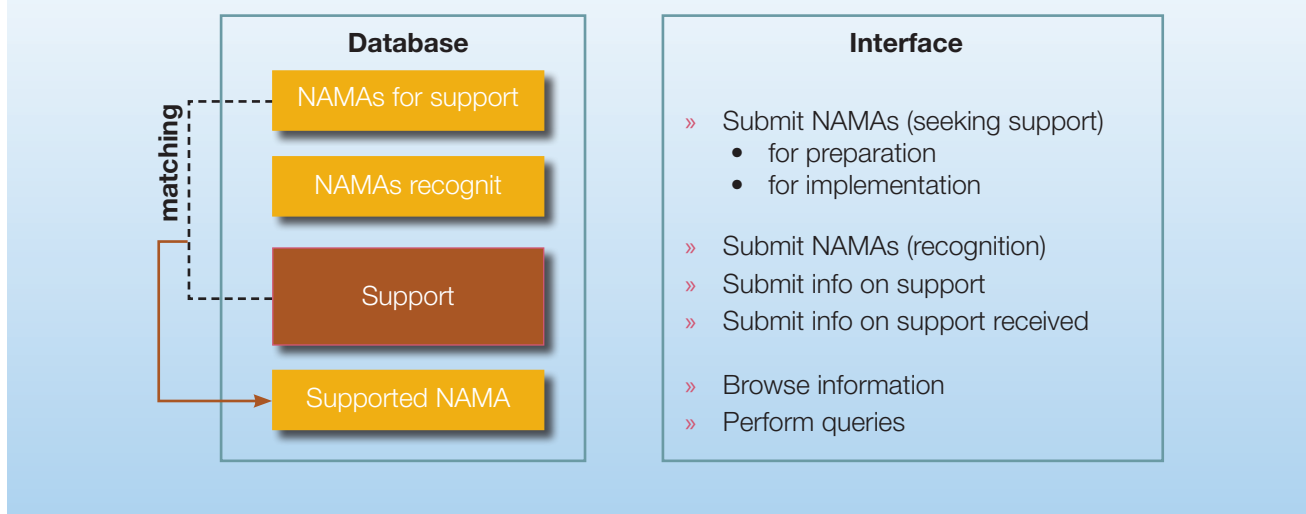 Database
NAMAs for support
matching
NAMAs recognit
Support
Supported NAMA
Interface
» Submit NAMAs (seeking support)
• for preparation
• for implementation
» Submit NAMAs (recognition)
» Submit info on support
» Submit info on support received
» Browse information
» Perform queries